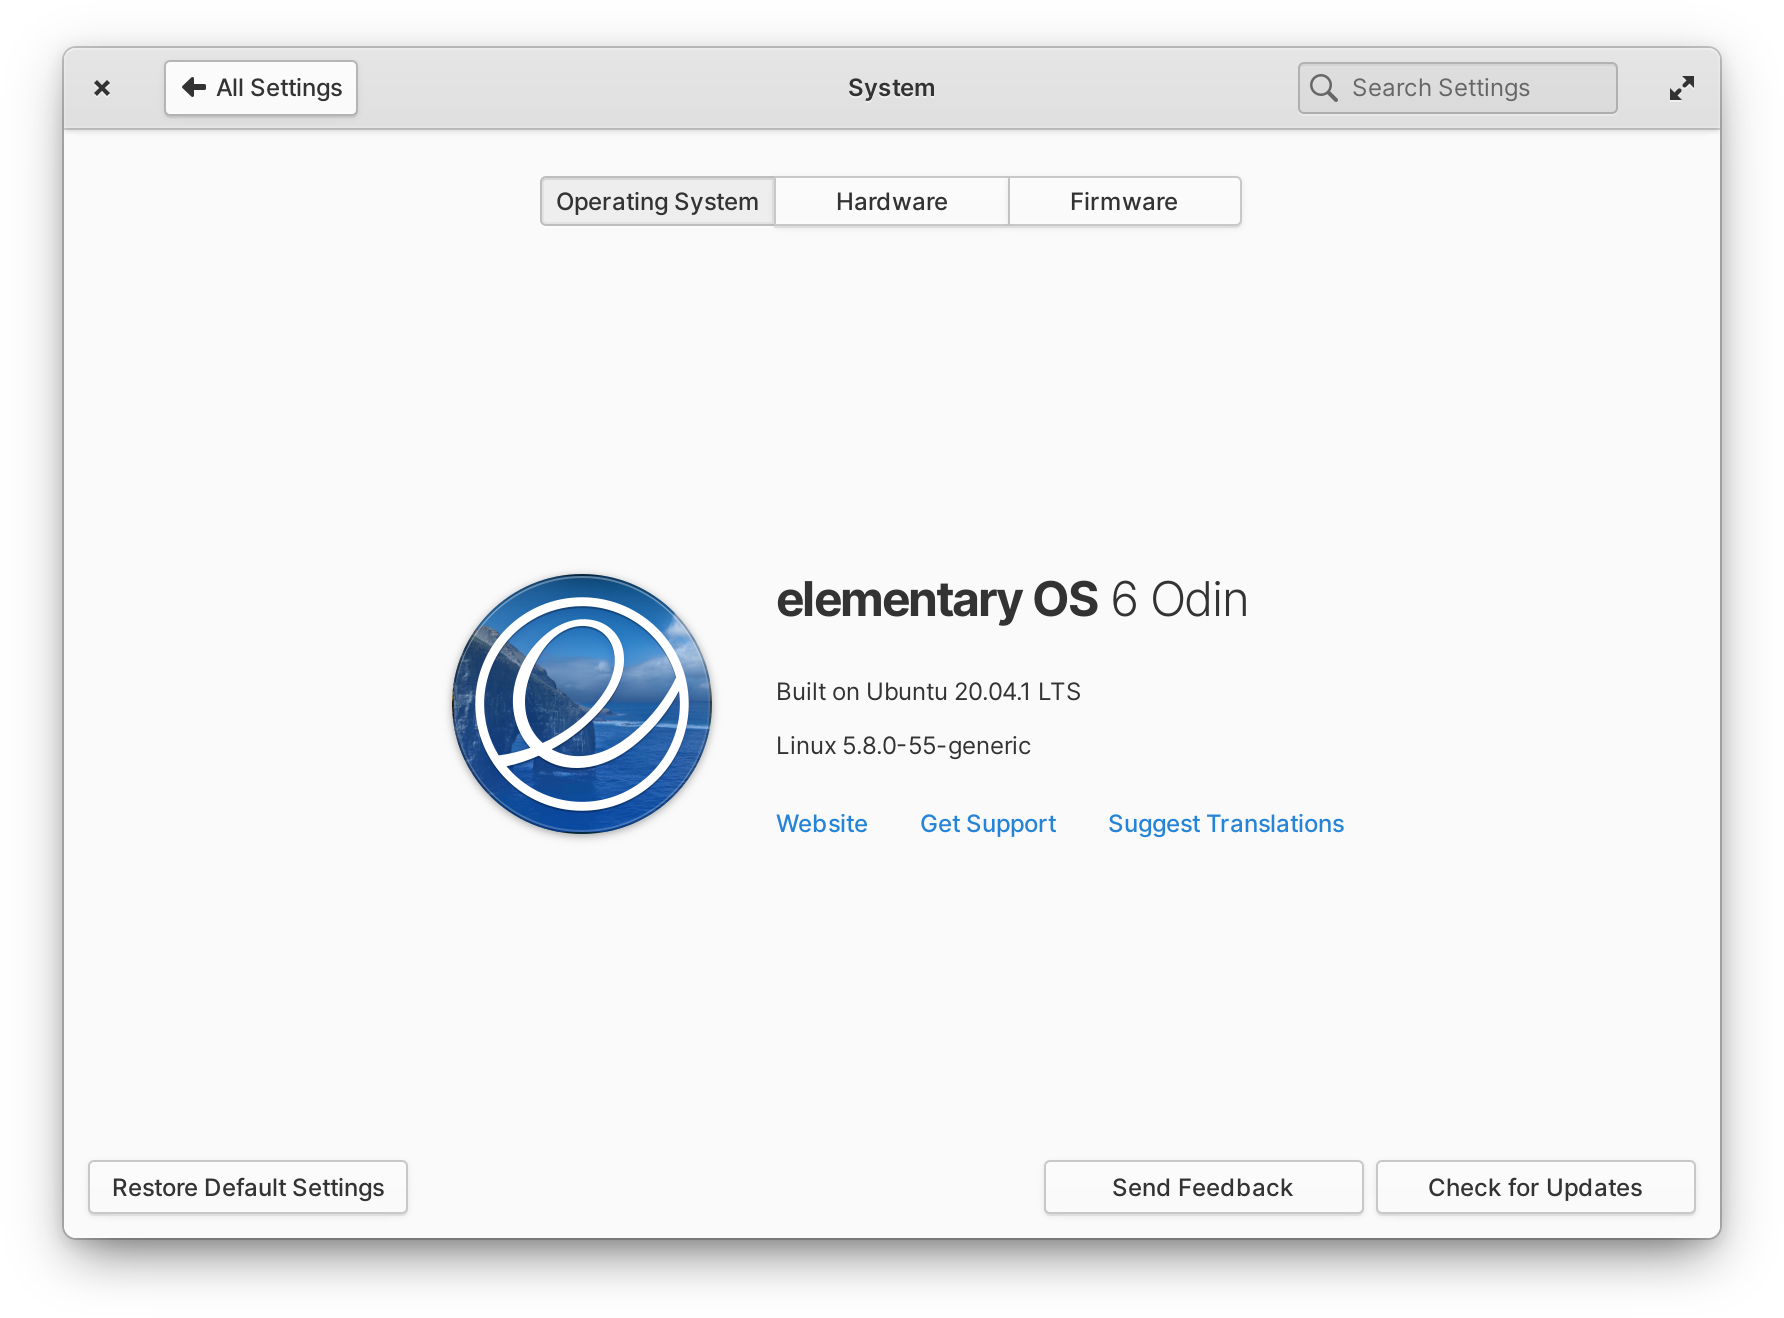 All Settings
System
Search Settings
Operating System
Hardware
Firmware
elementary OS 6 Odin
Built on Ubuntu 20.04.1 LTS
Linux 5.8.0-55-generic
Website
Get Support
Suggest Translations
Restore Default Settings
Send Feedback
Check for Updates